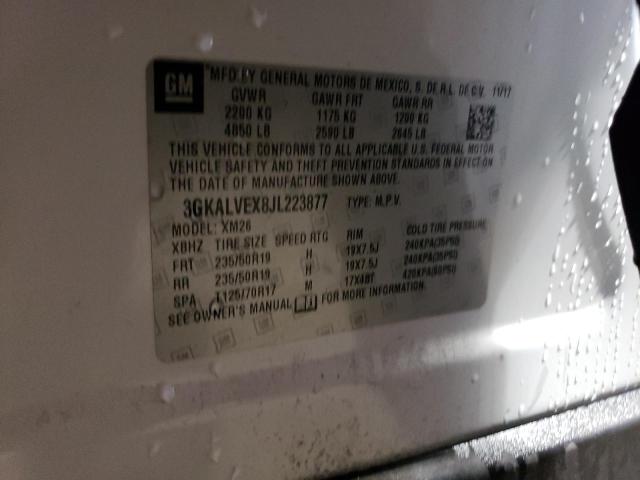 GM
MFD BY GENERAL MOTORS DE MEXICO, S. DE R.L. DE C.V. 11/17
GVWR GAWR FRT GAWR RR
2200 KG 1175 KG 1200 KG
4850 LB 2590 LB 2645 LB
THIS VEHICLE CONFORMS TO ALL APPLICABLE U.S. FEDERAL MOTOR
VEHICLE SAFETY AND THEFT PREVENTION STANDARDS IN EFFECT ON
THE DATE OF MANUFACTURE SHOWN ABOVE.
3GKALVEX8JL223877 TYPE: M.P.V.
MODEL: XM26
XBHZ TIRE SIZE SPEED RTG RIM COLD TIRE PRESSURE
FRT 235/50R19 H 19X7.5J 240KPA(35PSI)
RR 235/50R19 H 19X7.5J 240KPA(35PSI)
SPA T125/70R17 M 17X4BT 420KPA(60PSI)
SEE OWNER'S MANUAL FOR MORE INFORMATION.